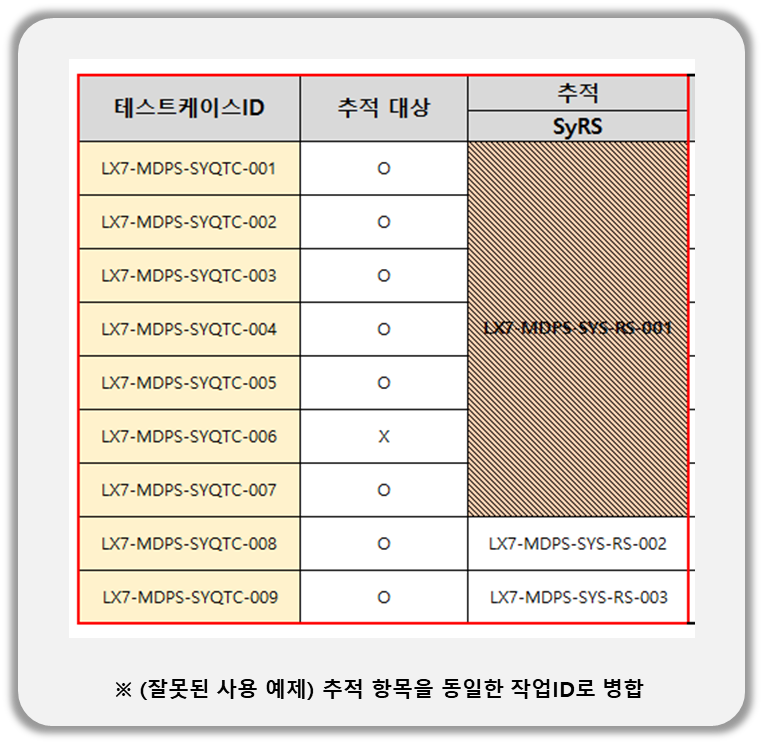 테스트케이스ID 추적 대상 추적
SyRS
LX7-MDPS-SYQTC-001 O
LX7-MDPS-SYQTC-002 O
LX7-MDPS-SYQTC-003 O
LX7-MDPS-SYQTC-004 O LX7-MDPS-SYS-RS-001
LX7-MDPS-SYQTC-005 O
LX7-MDPS-SYQTC-006 X
LX7-MDPS-SYQTC-007 O
LX7-MDPS-SYQTC-008 O LX7-MDPS-SYS-RS-002
LX7-MDPS-SYQTC-009 O LX7-MDPS-SYS-RS-003
※ (잘못된 사용 예제) 추적 항목을 동일한 작업ID로 병합